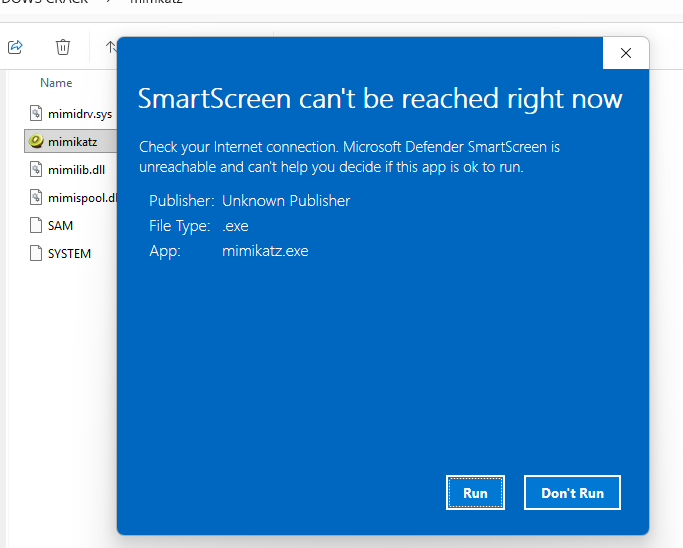 mimikatz
Name
mimidrv.sys
mimikatz
mimilib.dll
mimispool.dl
SAM
SYSTEM
SmartScreen can't be reached right now
Check your Internet connection. Microsoft Defender SmartScreen is
unreachable and can't help you decide if this app is ok to run.
Publisher: Unknown Publisher
File Type: .exe
App: mimikatz.exe
Run
Don't Run